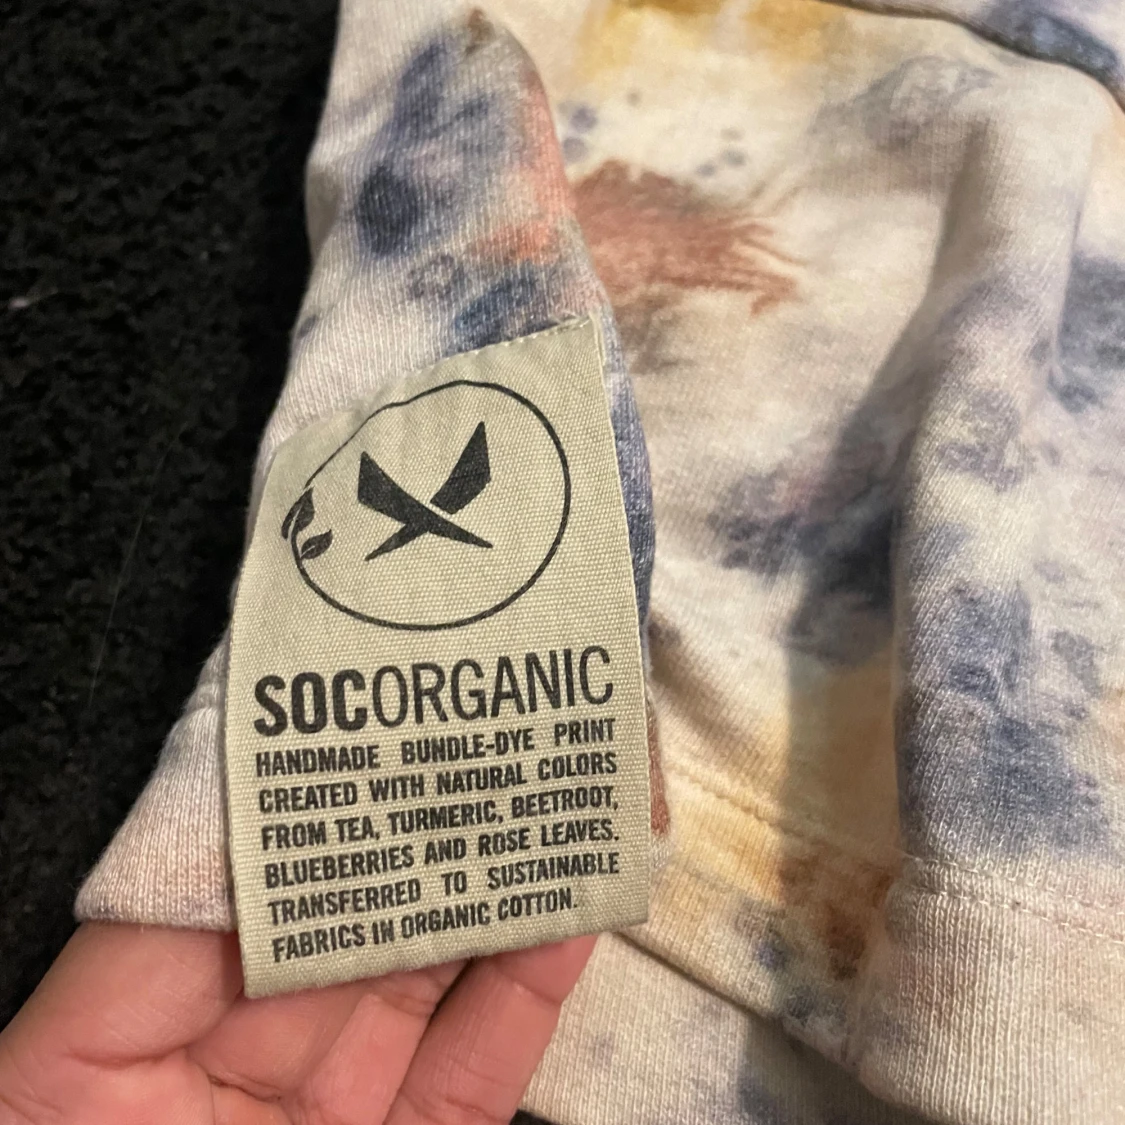 SOCORGANIC
HANDMADE BUNDLE-DYE PRINT
CREATED WITH NATURAL COLORS
FROM TEA, TURMERIC, BEETROOT,
BLUEBERRIES AND ROSE LEAVES.
TRANSFERRED TO SUSTAINABLE
FABRICS IN ORGANIC COTTON.